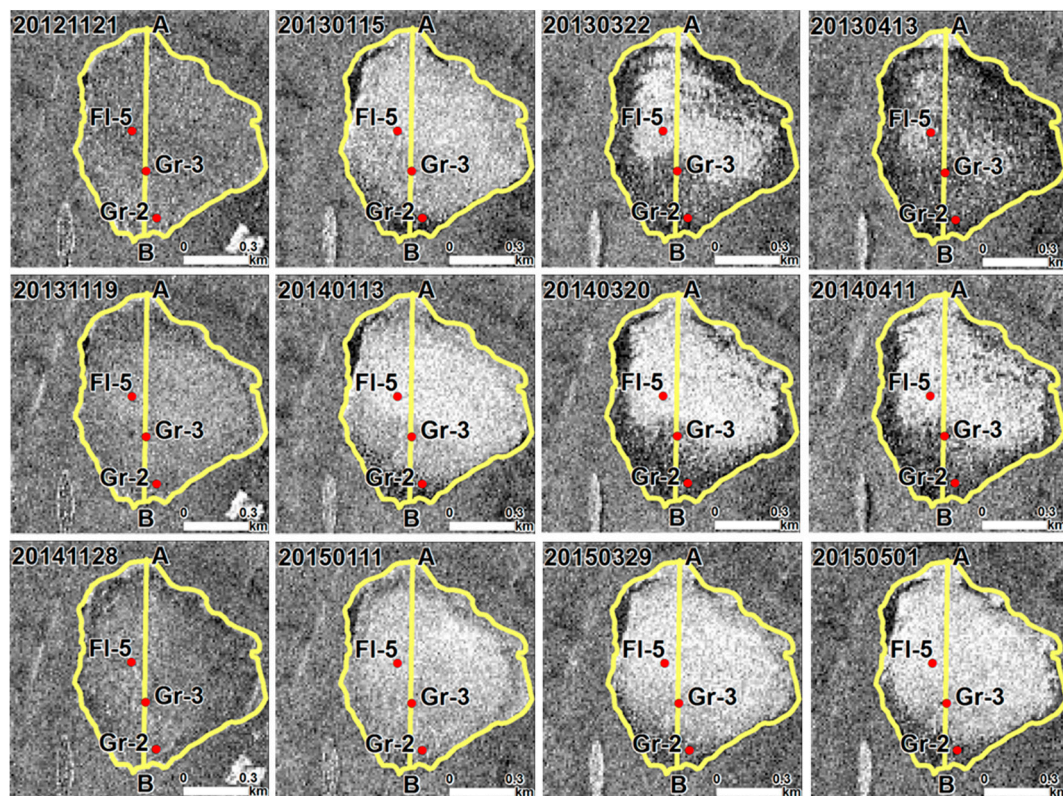 20121121 A
Fl-5
Gr-3
Gr-2
B
0 0.3
km
20130115 A
Fl-5
Gr-3
Gr-2
B
0 0.3
km
20130322 A
Fl-5
Gr-3
Gr-2
B
0 0.3
km
20130413 A
Fl-5
Gr-3
Gr-2
B
0 0.3
km
20131119 A
Fl-5
Gr-3
Gr-2
B
0 0.3
km
20140113 A
Fl-5
Gr-3
Gr-2
B
0 0.3
km
20140320 A
Fl-5
Gr-3
Gr-2
B
0 0.3
km
20140411 A
Fl-5
Gr-3
Gr-2
B
0 0.3
km
20141128 A
Fl-5
Gr-3
Gr-2
B
0 0.3
km
20150111 A
Fl-5
Gr-3
Gr-2
B
0 0.3
km
20150329 A
Fl-5
Gr-3
Gr-2
B
0 0.3
km
20150501 A
Fl-5
Gr-3
Gr-2
B
0 0.3
km